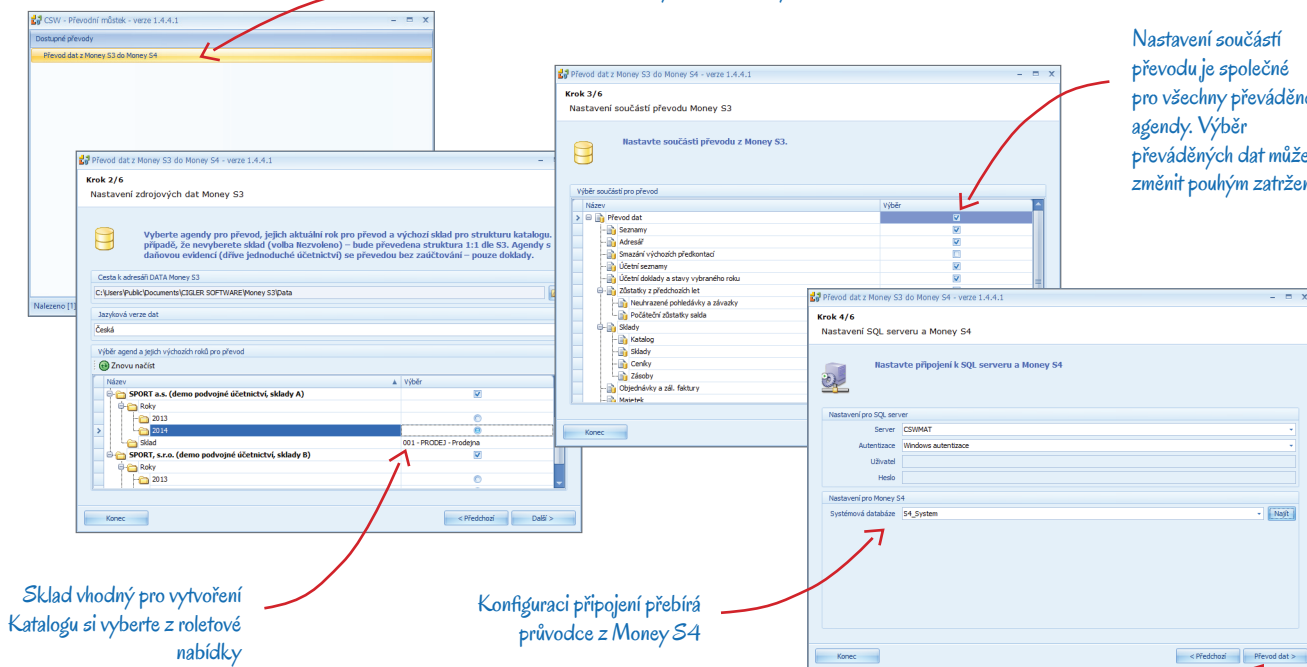 CSW - Převodní můstek - verze 1.4.4.1
Dostupné převody
Převod dat z Money S3 do Money S4
Nalezeno [1]
Převod dat z Money S3 do Money S4 - verze 1.4.4.1
Krok 2/6
Nastavení zdrojových dat Money S3
Vyberte agendy pro převod, jejich aktuální rok pro převod a výchozí sklad pro strukturu katalogu.
případě, že nevyberete sklad (volba Nezvoleno) – bude převedena struktura 1:1 dle S3. Agendy s
daňovou evidencí (dříve jednoduché účetnictví) se převedou bez zaúčtování – pouze doklady.
Cesta k adresáři DATA Money S3
C:\Users\Public\Documents\CIGLER SOFTWARE\Money S3\Data
Jazyková verze dat
Česká
Výběr agend a jejich výchozích roků pro převod
Znovu načíst
Název Výběr
SPORT a.s. (demo podvojné účetnictví, sklady A)
Roky
2013
2014
Sklad 001 - PRODEJ - Prodejna
SPORT, s.r.o. (demo podvojné účetnictví, sklady B)
Roky
2013
Konec < Předchozí Další >
Převod dat z Money S3 do Money S4 - verze 1.4.4.1
Krok 3/6
Nastavení součástí převodu Money S3
Nastavte součásti převodu z Money S3.
Výběr součástí pro převod
Název Výběr
Převod dat
Seznamy
Adresář
Smazání výchozích předkontací
Účetní seznamy
Účetní doklady a stavy vybraného roku
Zůstatky z předchozích let
Neuhrazené pohledávky a závazky
Počáteční zůstatky salda
Sklady
Katalog
Sklady
Ceníky
Zásoby
Objednávky a zál. faktury
Majetek
Konec
Nastavení součástí
převodu je společné
pro všechny převáděn
agendy. Výběr
převáděných dat může
změnit pouhým zatržen
Převod dat z Money S3 do Money S4 - verze 1.4.4.1
Krok 4/6
Nastavení SQL serveru a Money S4
Nastavte připojení k SQL serveru a Money S4
Nastavení pro SQL server
Server CSWMAT
Autentizace Windows autentizace
Uživatel
Heslo
Nastavení pro Money S4
Systémová databáze S4_System Najít
Konec < Předchozí Převod dat >
Sklad vhodný pro vytvoření
Katalogu si vyberte z roletové
nabídky
Konfiguraci připojení přebírá
průvodce z Money S4